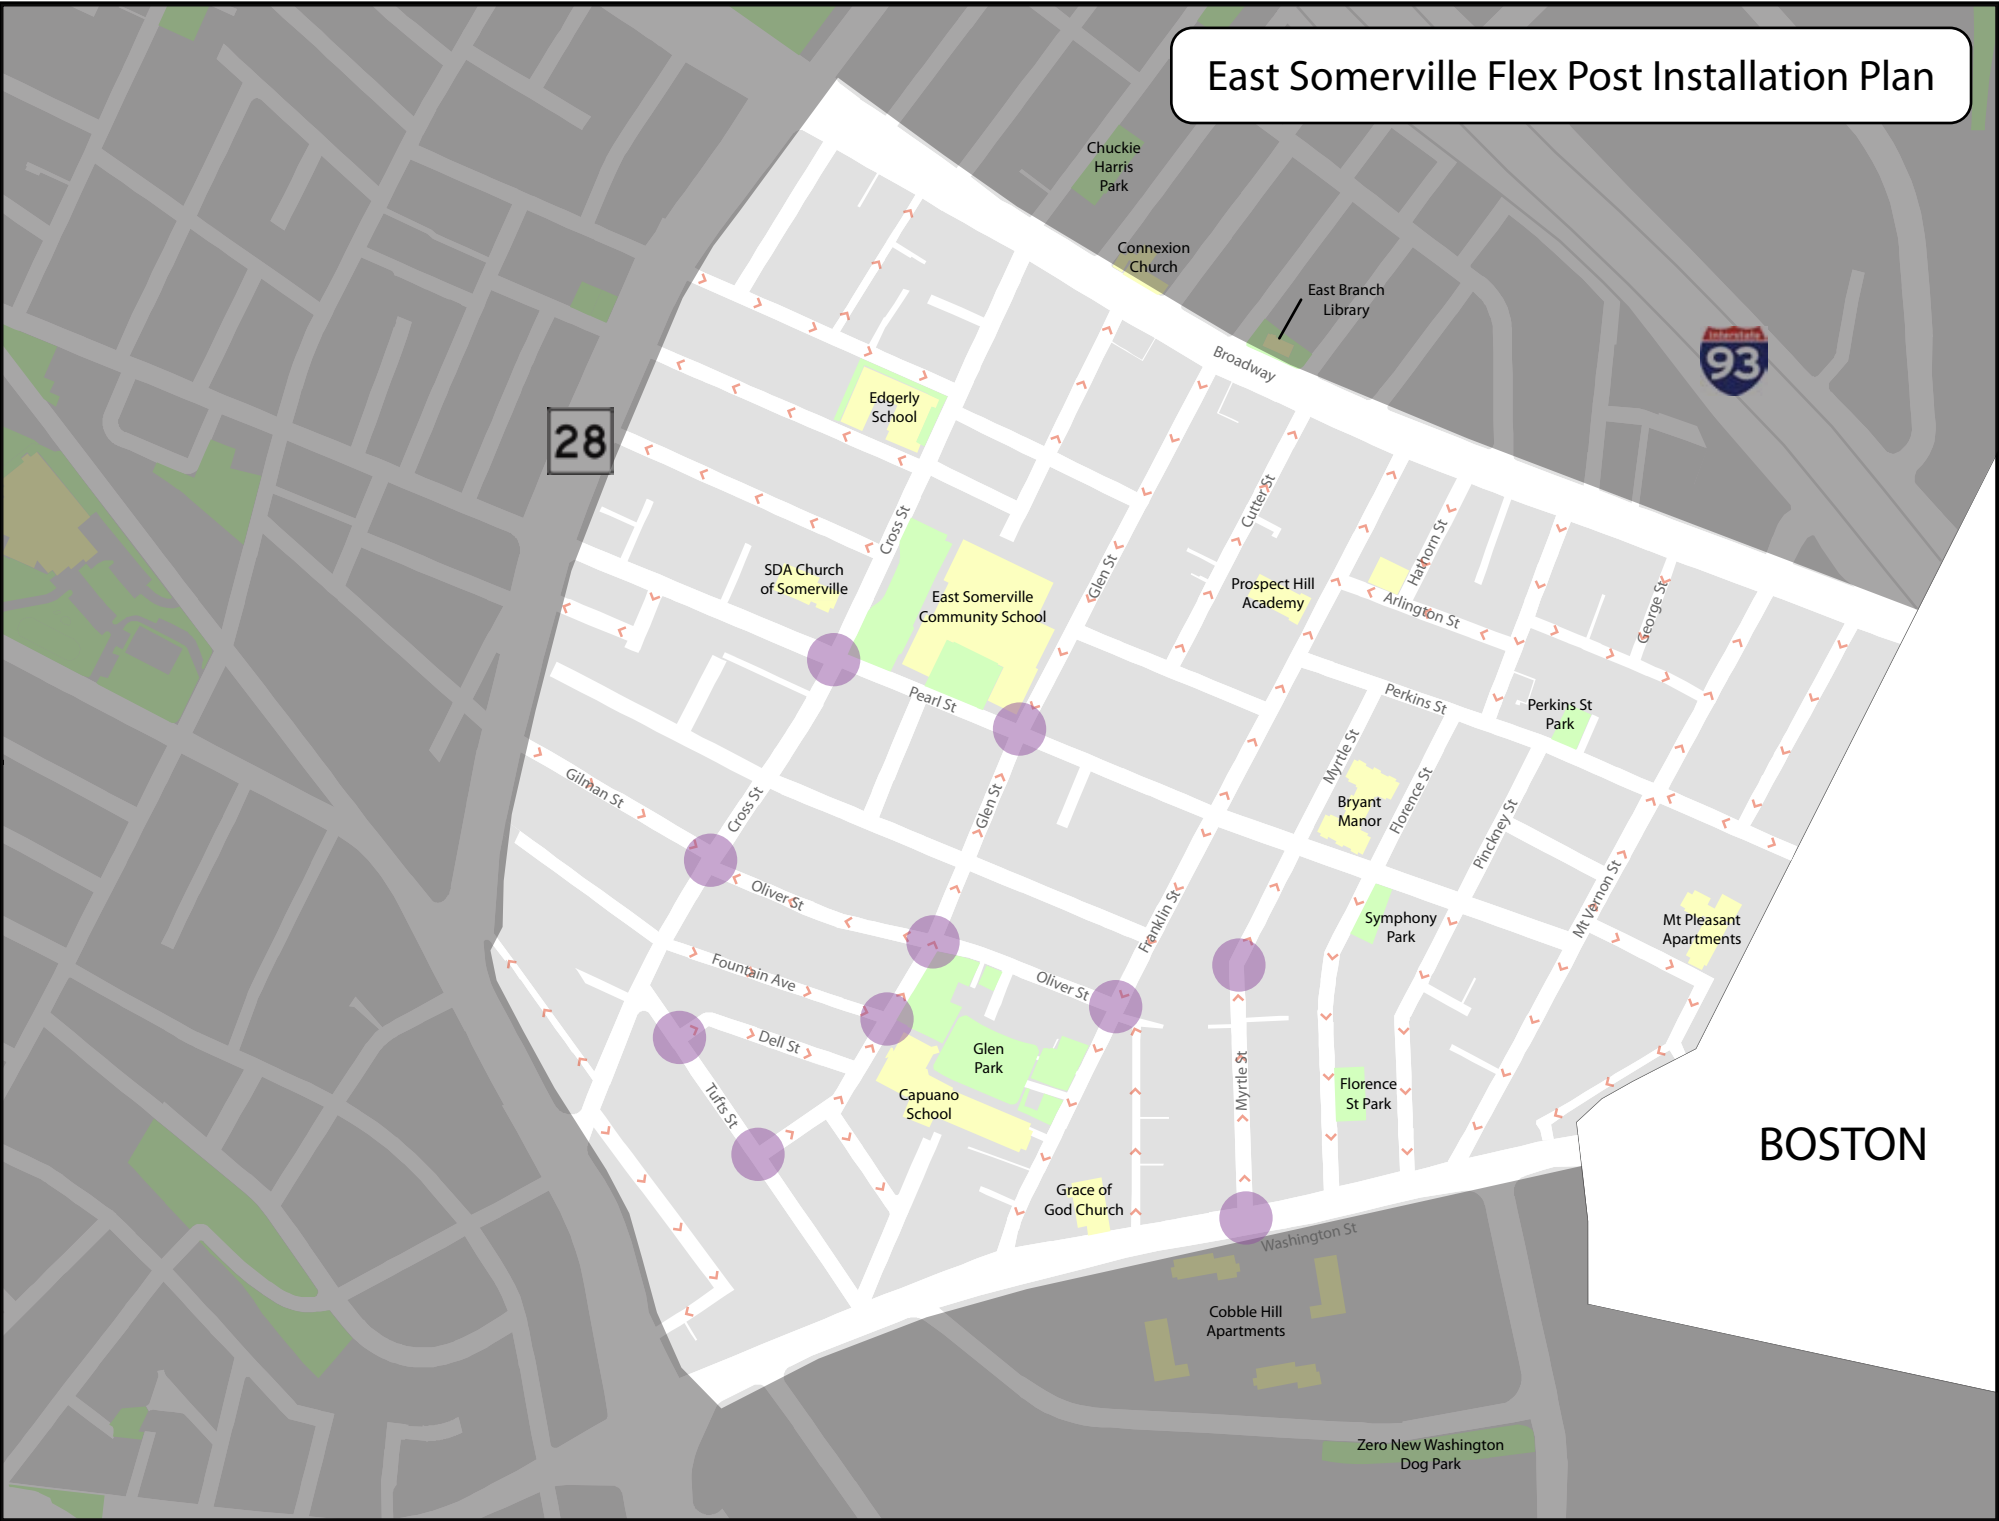 East Somerville Flex Post Installation Plan
Chuckie
Harris
Park
Connexion
Church
East Branch
Library
Broadway
Interstate
93
28
Edgerly
School
Cross St
Cutter St
Hathorn St
Glen St
SDA Church
of Somerville
East Somerville
Community School
Prospect Hill
Academy
Arlington St
George St
Pearl St
Perkins St
Perkins St
Park
Myrtle St
Gilman St
Cross St
Glen St
Bryant
Manor
Florence St
Pinckney St
Oliver St
Franklin St
Symphony
Park
Mt Vernon St
Mt Pleasant
Apartments
Fountain Ave
Oliver St
Dell St
Glen
Park
Myrtle St
Florence
St Park
Tufts St
Capuano
School
BOSTON
Grace of
God Church
Washington St
Cobble Hill
Apartments
Zero New Washington
Dog Park